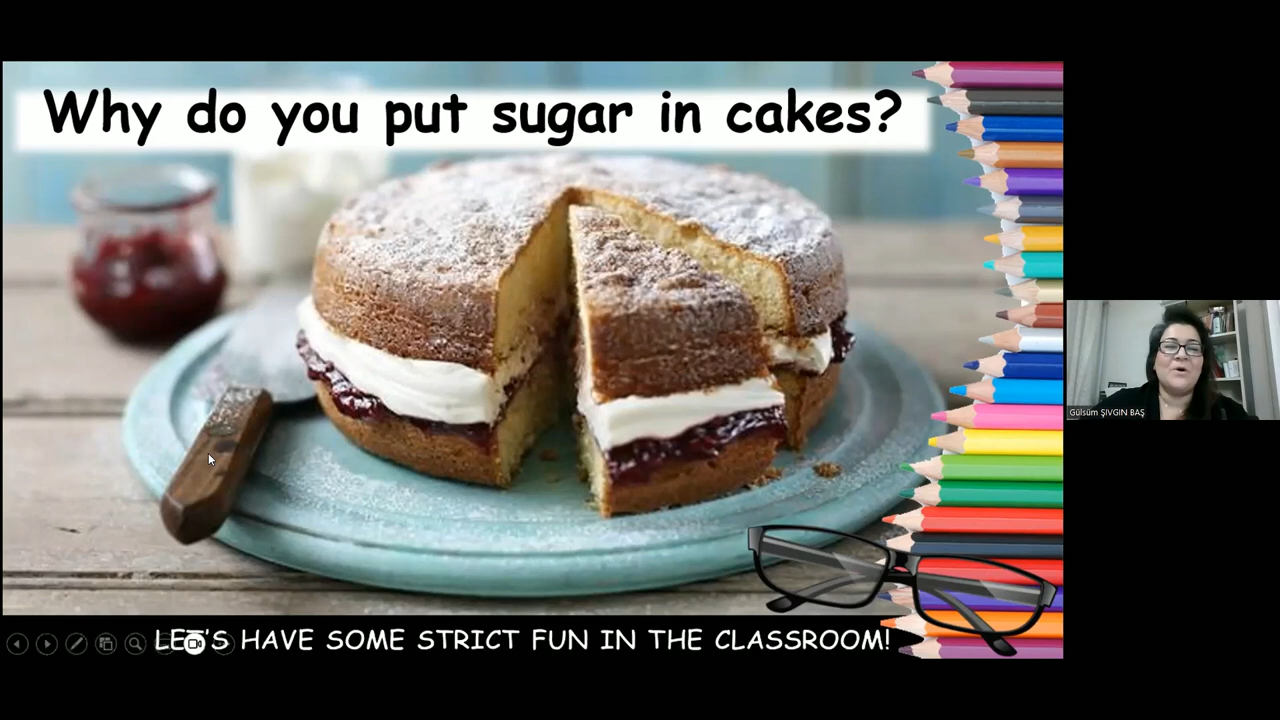 Why do you put sugar in cakes?
Gülsüm ŞIVGIN BAŞ
LET'S HAVE SOME STRICT FUN IN THE CLASSROOM!